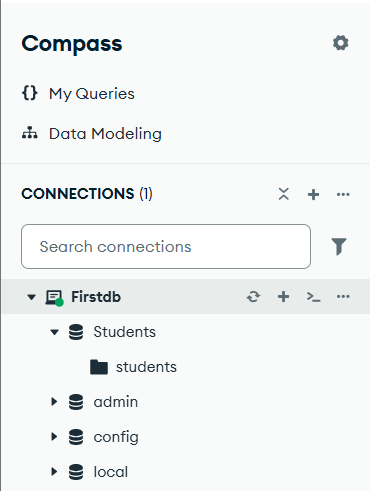 Compass
My Queries
Data Modeling
CONNECTIONS (1)
Search connections
Firstdb
Students
students
admin
config
local